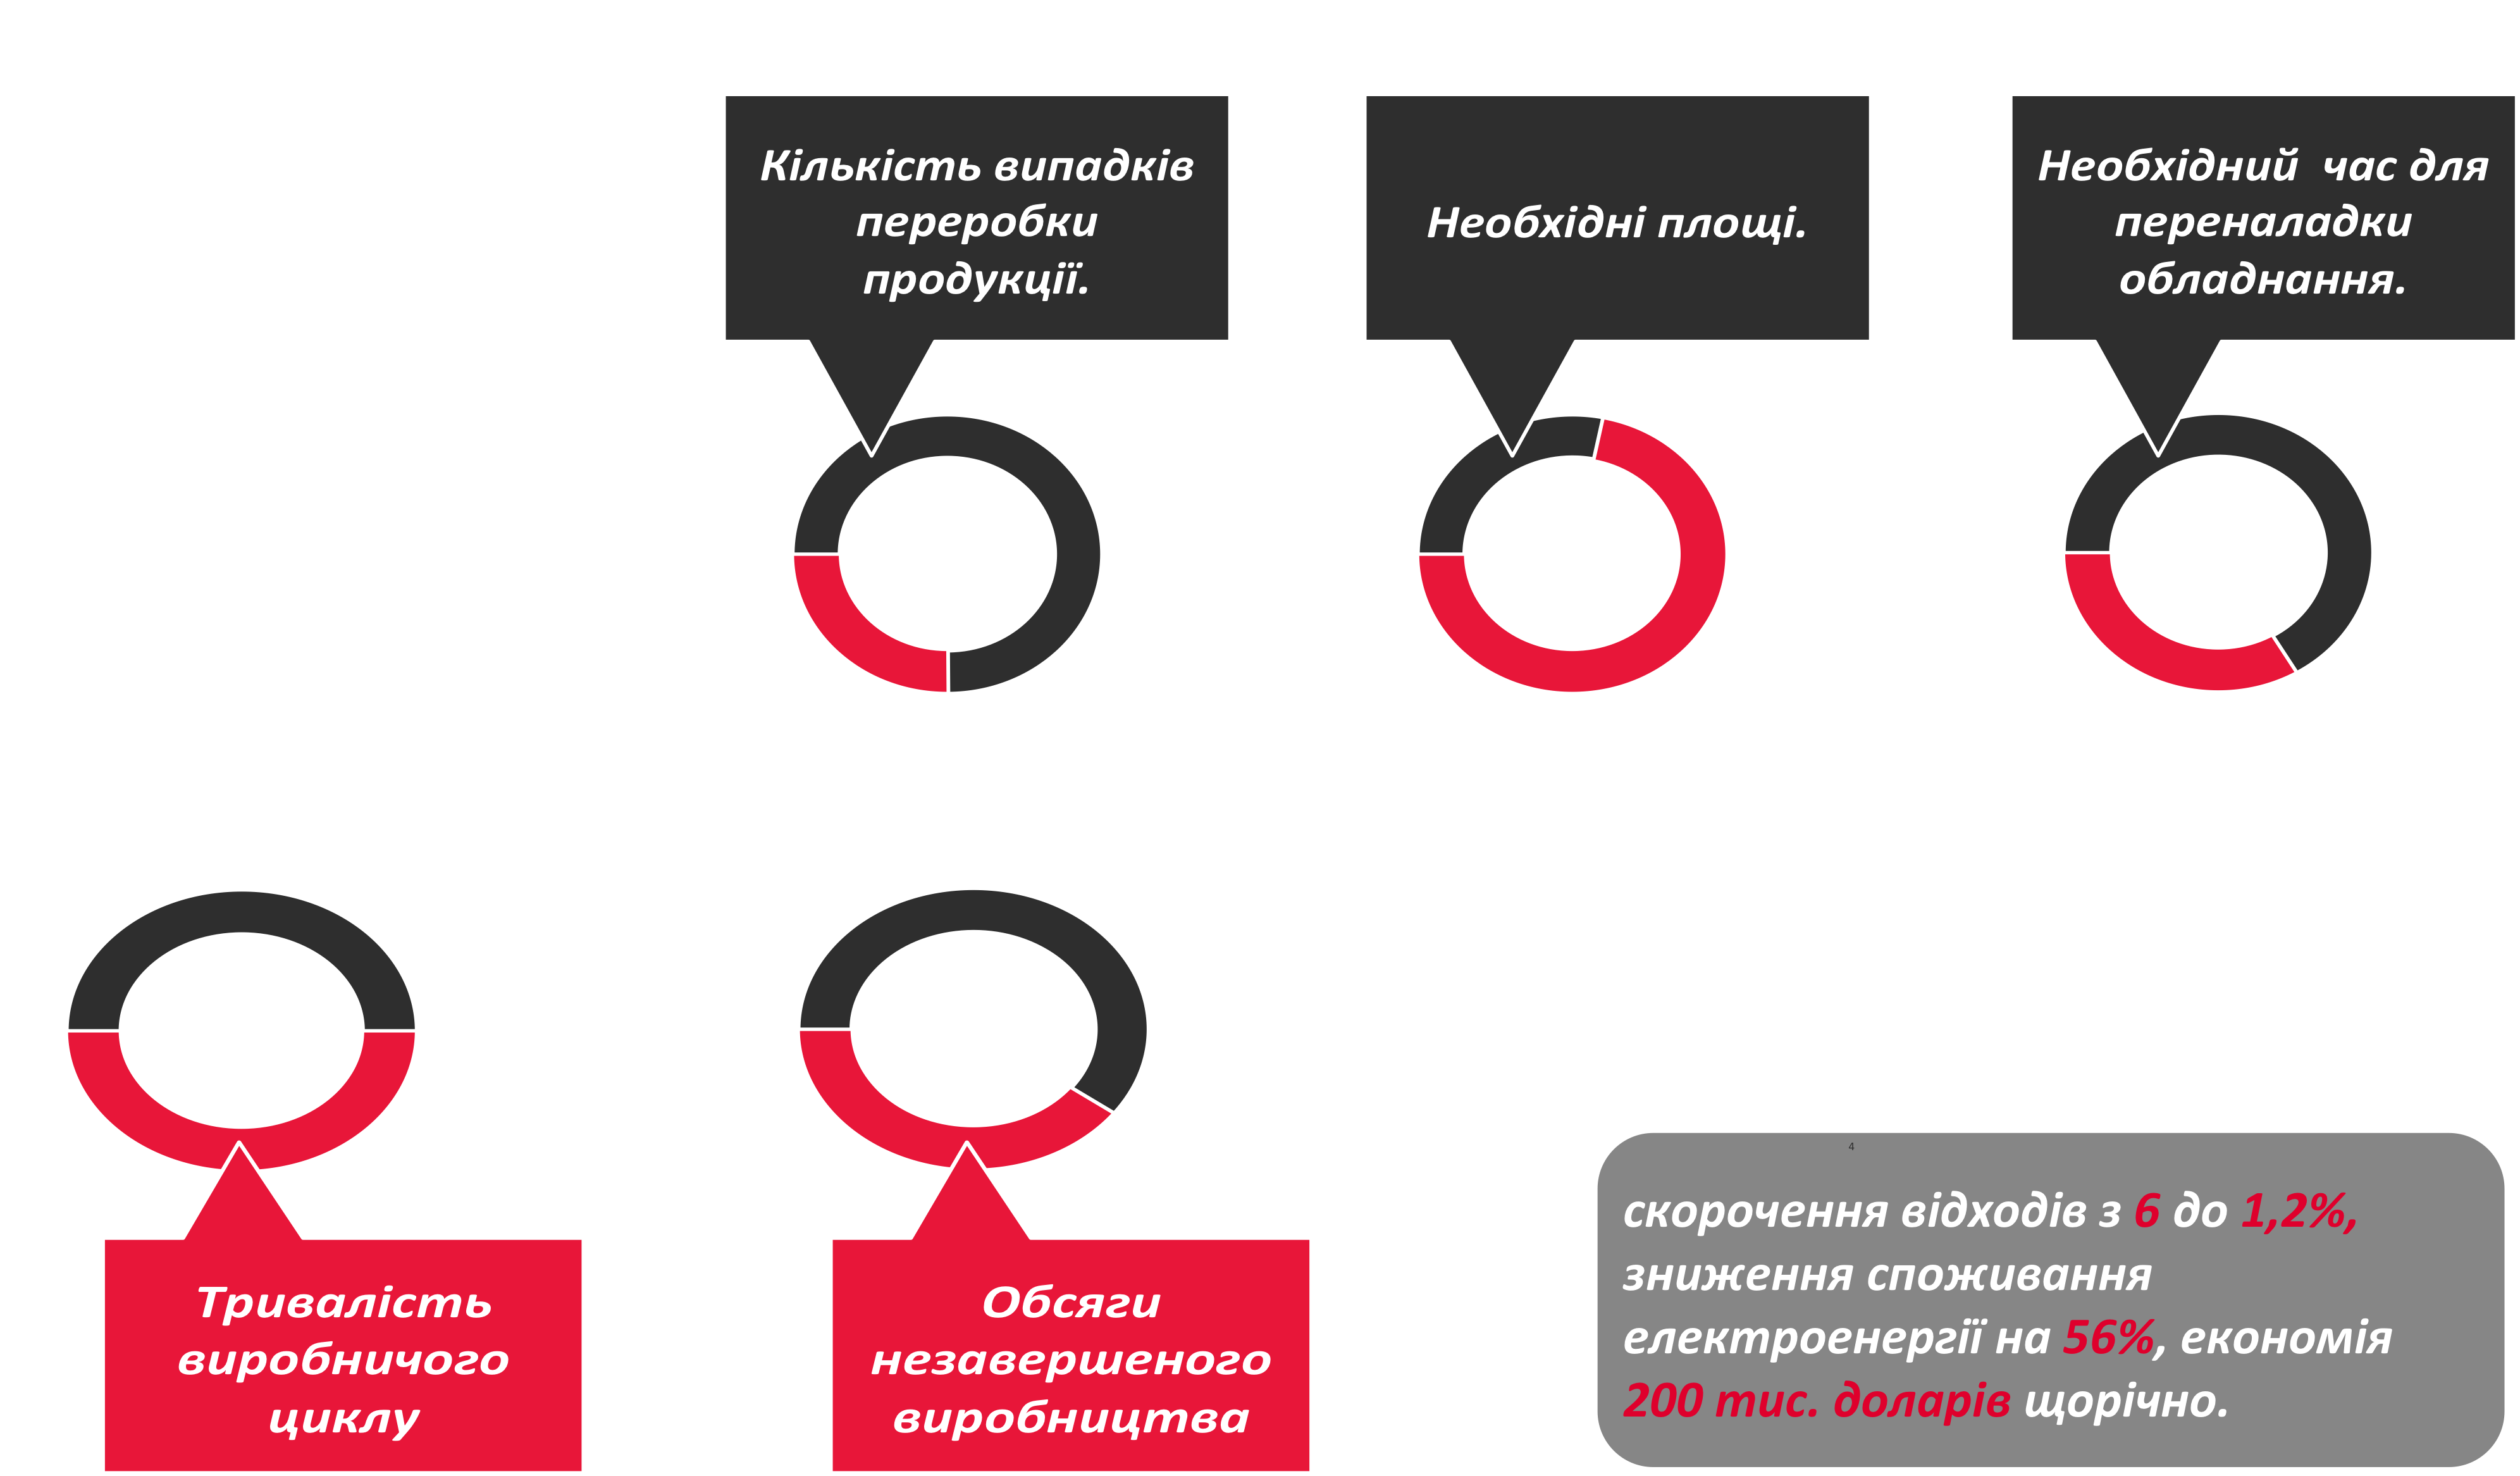 Кількість випадків
переробки
продукції.
Необхідні площі.
Необхідний  час для
переналадки
обладнання.
Тривалість
виробничого
циклу
Обсяги
незавершеного
виробництва
4
скорочення відходів з 6 до 1,2%,
зниження споживання
електроенергії на 56%, економія
200 тис. доларів щорічно.